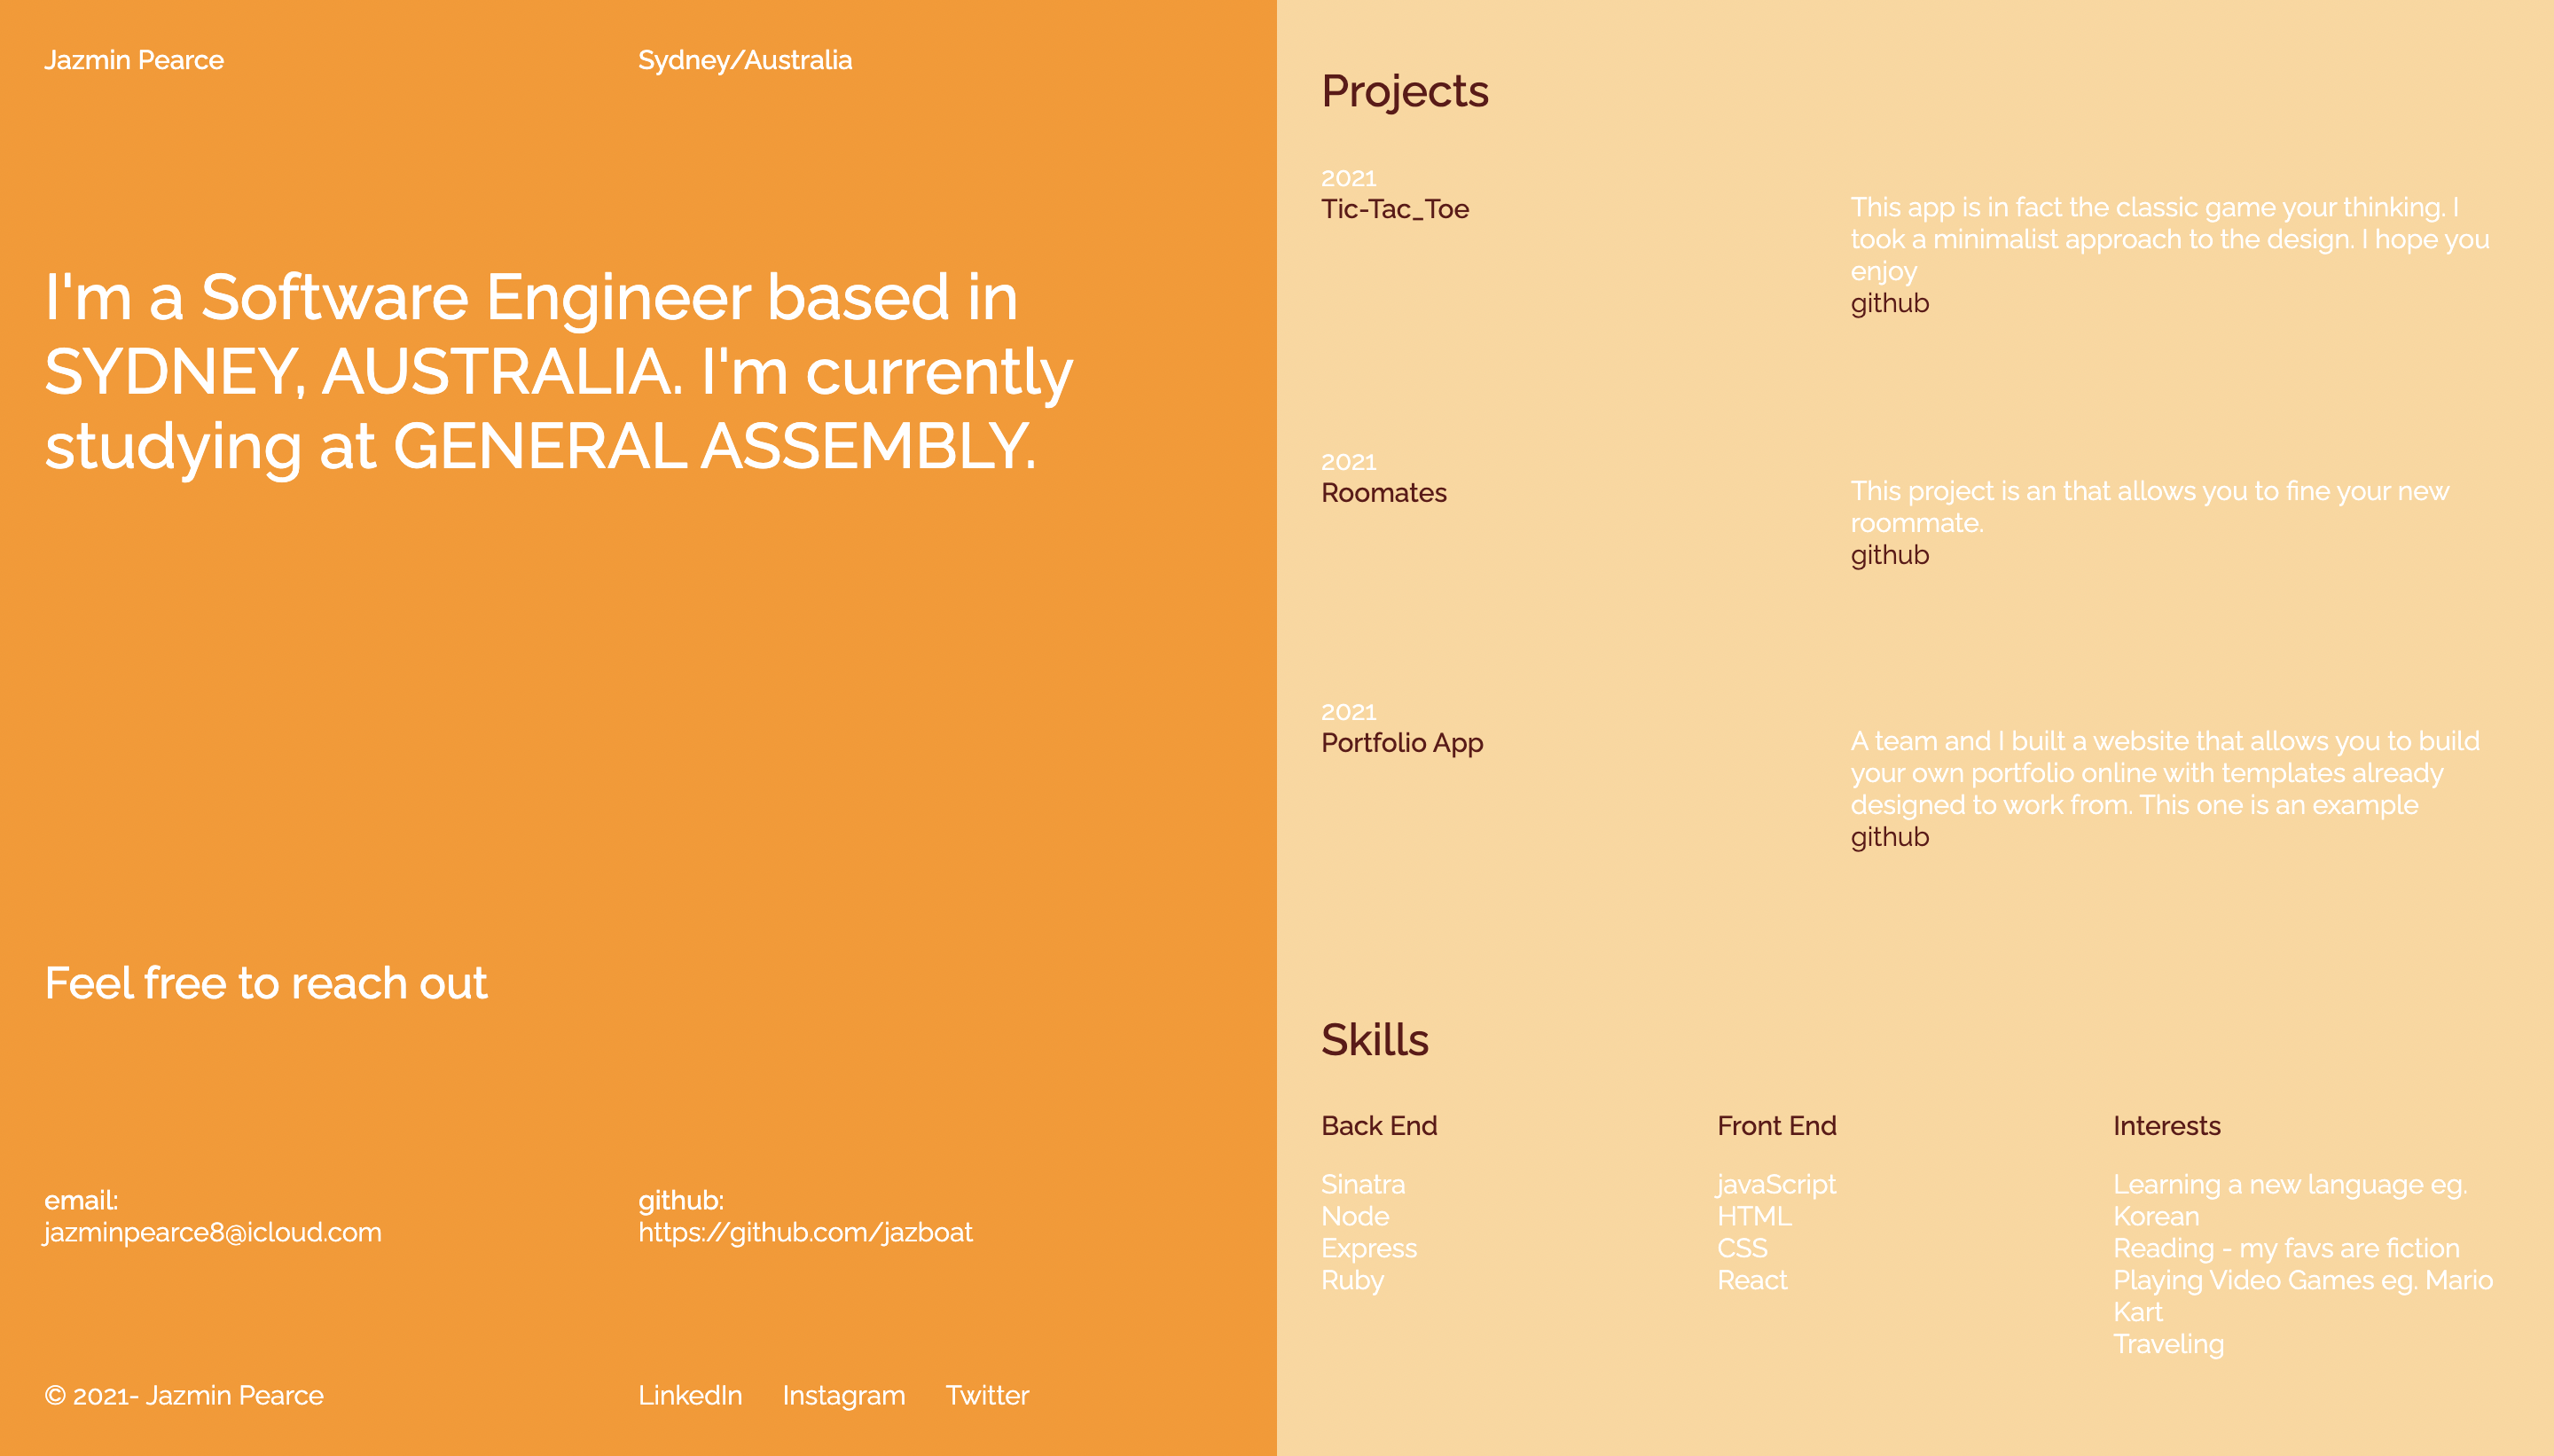 Jazmin Pearce
Sydney/Australia
I'm a Software Engineer based in
SYDNEY, AUSTRALIA. I'm currently
studying at GENERAL ASSEMBLY.
Feel free to reach out
email:
jazminpearce8@icloud.com
github:
https://github.com/jazboat
© 2021- Jazmin Pearce
LinkedIn
Instagram
Twitter
Projects
2021
Tic-Tac_Toe
This app is in fact the classic game your thinking. I
took a minimalist approach to the design. I hope you
enjoy
github
2021
Roomates
This project is an that allows you to fine your new
roommate.
github
2021
Portfolio App
A team and I built a website that allows you to build
your own portfolio online with templates already
designed to work from. This one is an example
github
Skills
Back End
Sinatra
Node
Express
Ruby
Front End
javaScript
HTML
CSS
React
Interests
Learning a new language eg.
Korean
Reading - my favs are fiction
Playing Video Games eg. Mario
Kart
Traveling